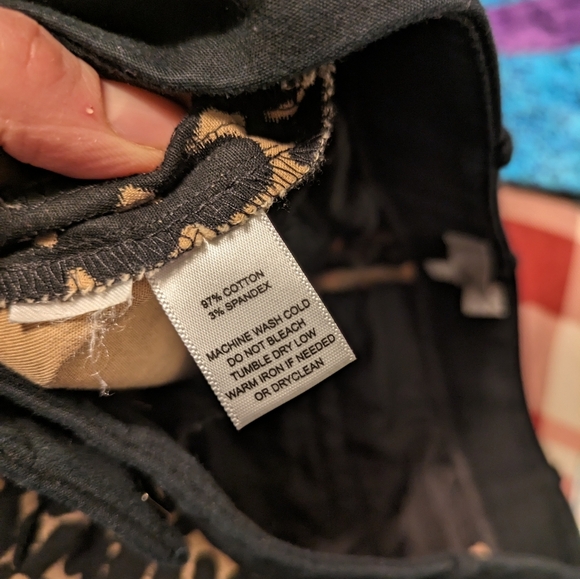 97% COTTON
3% SPANDEX
MACHINE WASH COLD
DO NOT BLEACH
TUMBLE DRY LOW
WARM IRON IF NEEDED
OR DRYCLEAN